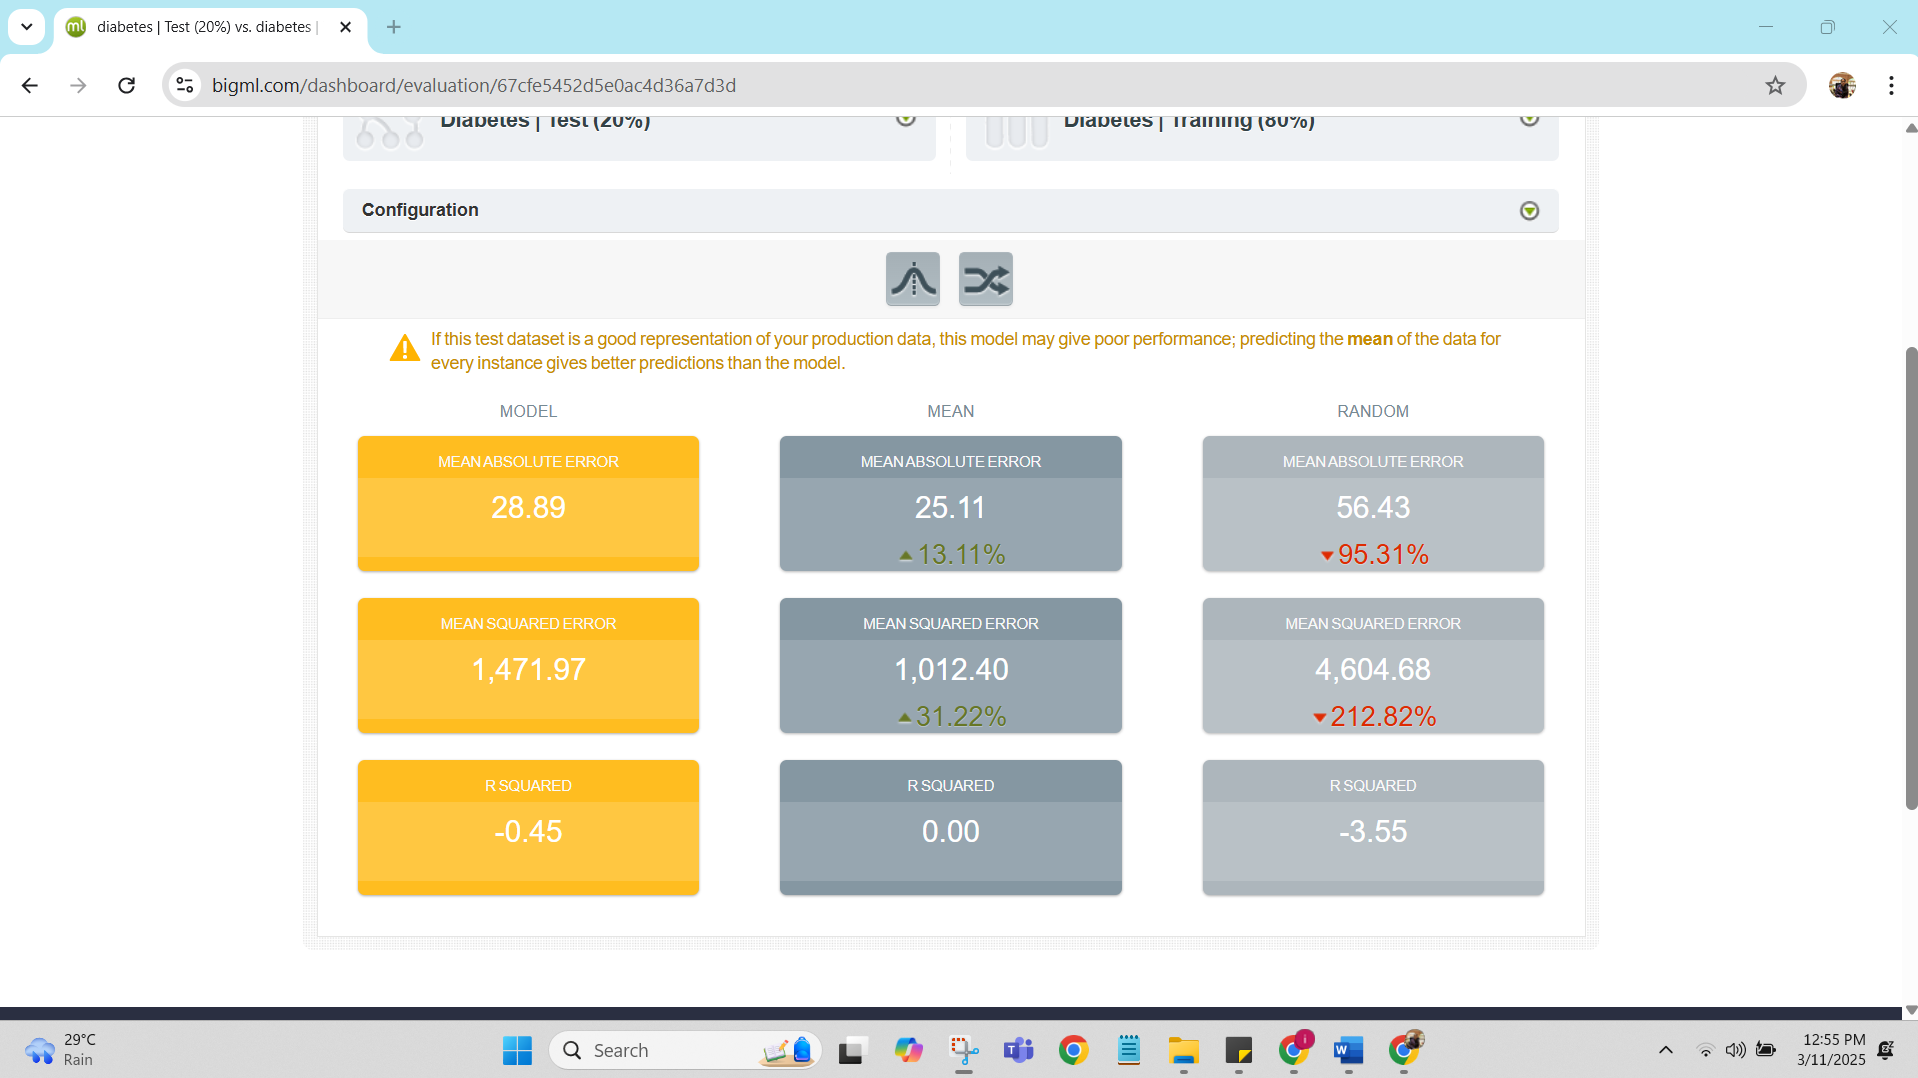 diabetes | Test (20%) vs. diabetes |
bigml.com/dashboard/evaluation/67cfe5452d5e0ac4d36a7d3d
Diabetes | Test (20%)
Diabetes | Training (80%)
Configuration
If this test dataset is a good representation of your production data, this model may give poor performance; predicting the mean of the data for
every instance gives better predictions than the model.
MODEL
MEAN
RANDOM
MEAN ABSOLUTE ERROR
28.89
MEAN ABSOLUTE ERROR
25.11
13.11%
MEAN ABSOLUTE ERROR
56.43
95.31%
MEAN SQUARED ERROR
1,471.97
MEAN SQUARED ERROR
1,012.40
31.22%
MEAN SQUARED ERROR
4,604.68
212.82%
R SQUARED
-0.45
R SQUARED
0.00
R SQUARED
-3.55
29°C
Rain
Search
12:55 PM
3/11/2025